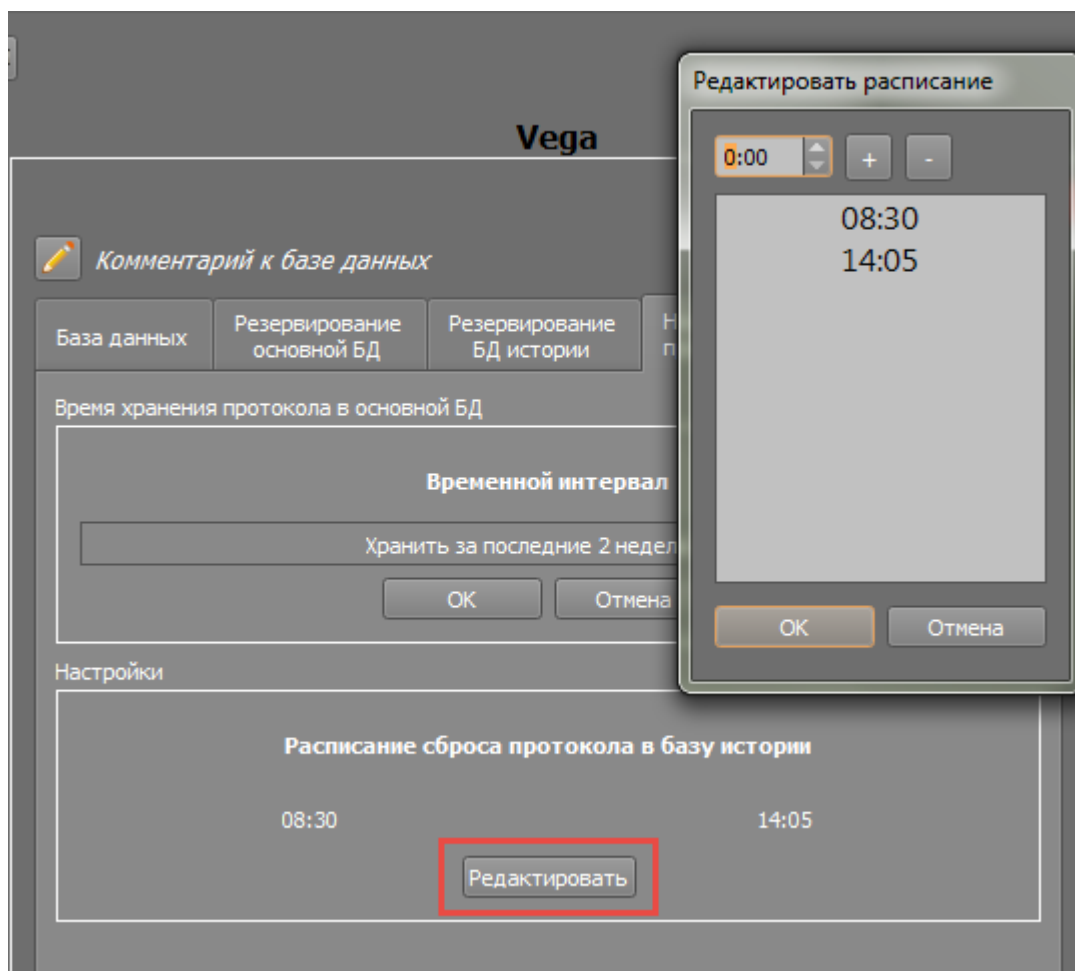 Редактировать расписание
Vega
0:00
+
-
08:30
14:05
Комментарий к базе данных
База данных
Резервирование
основной БД
Резервирование
БД истории
Время хранения протокола в основной БД
Временной интервал
Хранить за последние 2
OK
Отмена
OK
Отмена
Настройки
Расписание сброса протокола в базу истории
08:30
14:05
Редактировать